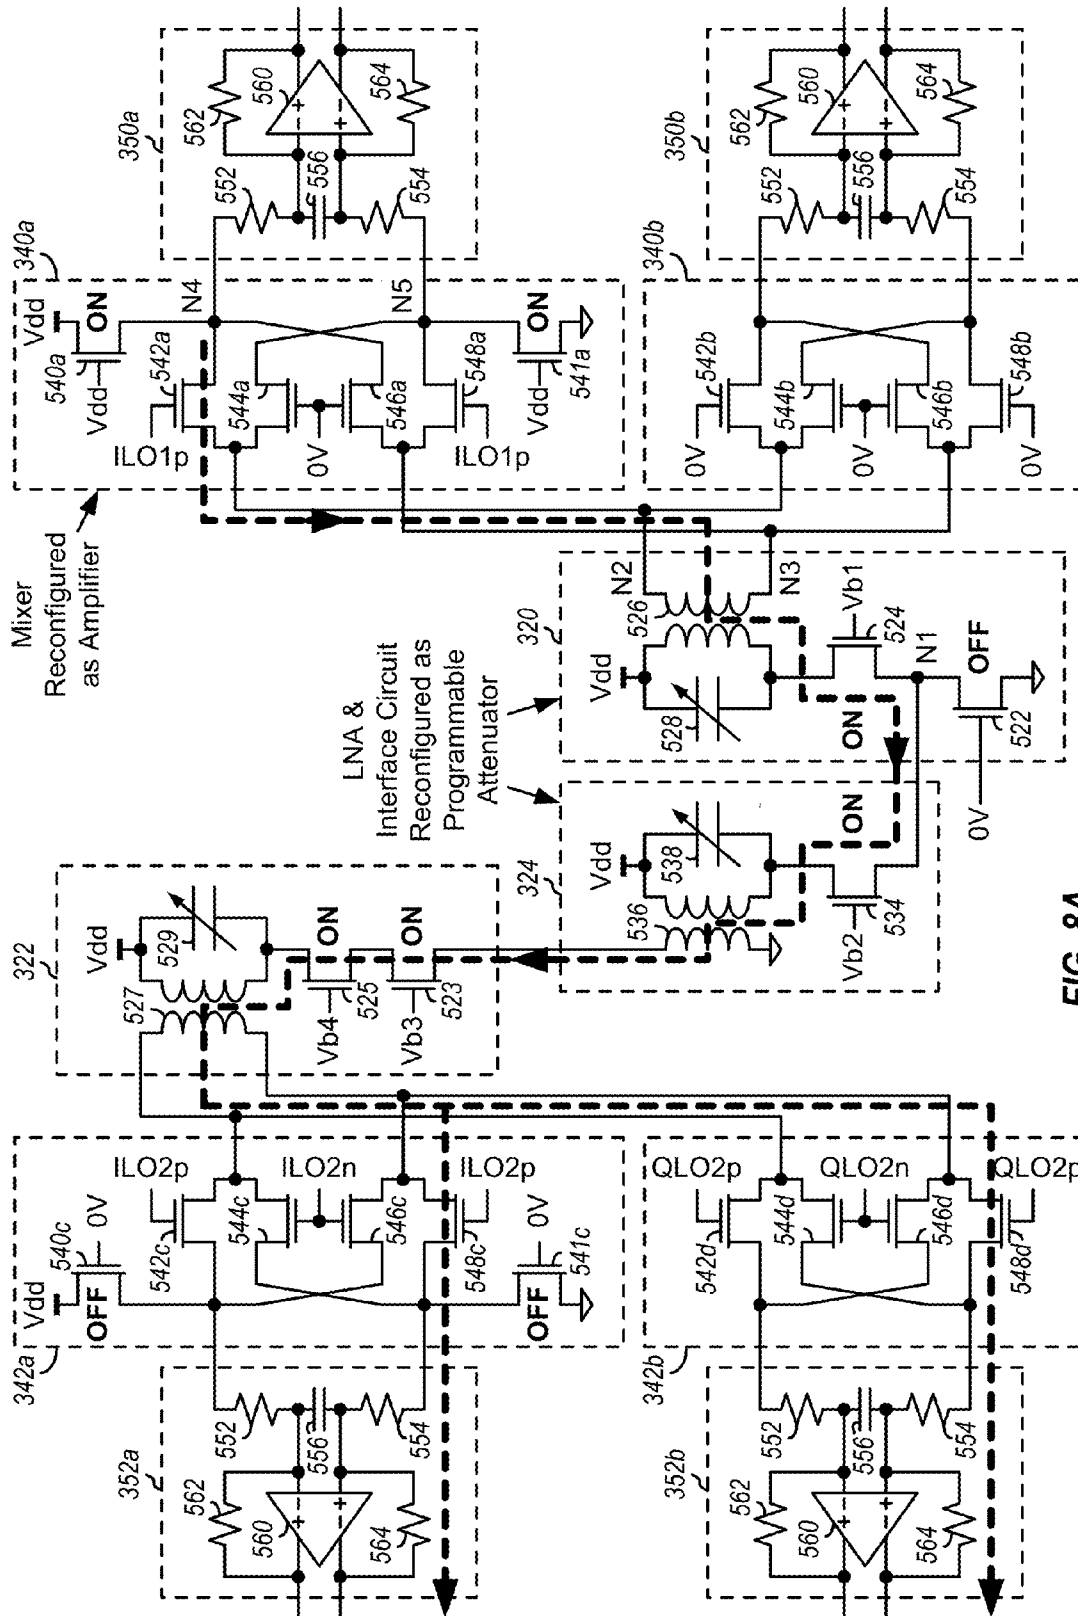 350a
562
560
564
552
556
554
350b
562
560
564
552
556
554
340a
Vdd
ON
N4
540a
Vdd
542a
544a
ILO1p
0V
546a
N5
548a
ILO1p
ON
Vdd
541a
340b
542b
544b
0V
0V
546b
548b
0V
Mixer
Reconfigured
as Amplifier
320
N2
526
N3
Vdd
528
Vb1
524
ON
N1
OFF
522
0V
LNA &
Interface Circuit
Reconfigured as
Programmable
Attenuator
324
Vdd
538
536
ON
Vb2
534
322
Vdd
529
527
ON
ON
Vb4
525
Vb3
523
342a
Vdd
540c
0V
OFF
ILO2p
542c
544c
ILO2n
546c
ILO2p
548c
0V
541c
OFF
342b
QLO2p
542d
544d
QLO2n
546d
QLO2p
548d
352a
562
560
564
552
556
554
352b
562
560
564
552
556
554
FIG. 8A